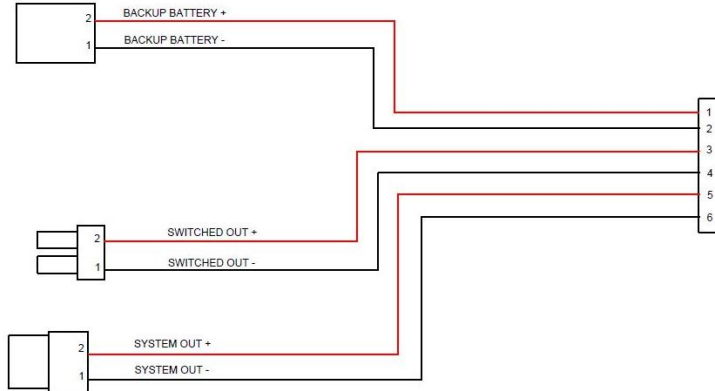 2
BACKUP BATTERY +
1
BACKUP BATTERY -
1
2
3
4
5
6
2
SWITCHED OUT +
1
SWITCHED OUT -
2
SYSTEM OUT +
1
SYSTEM OUT -